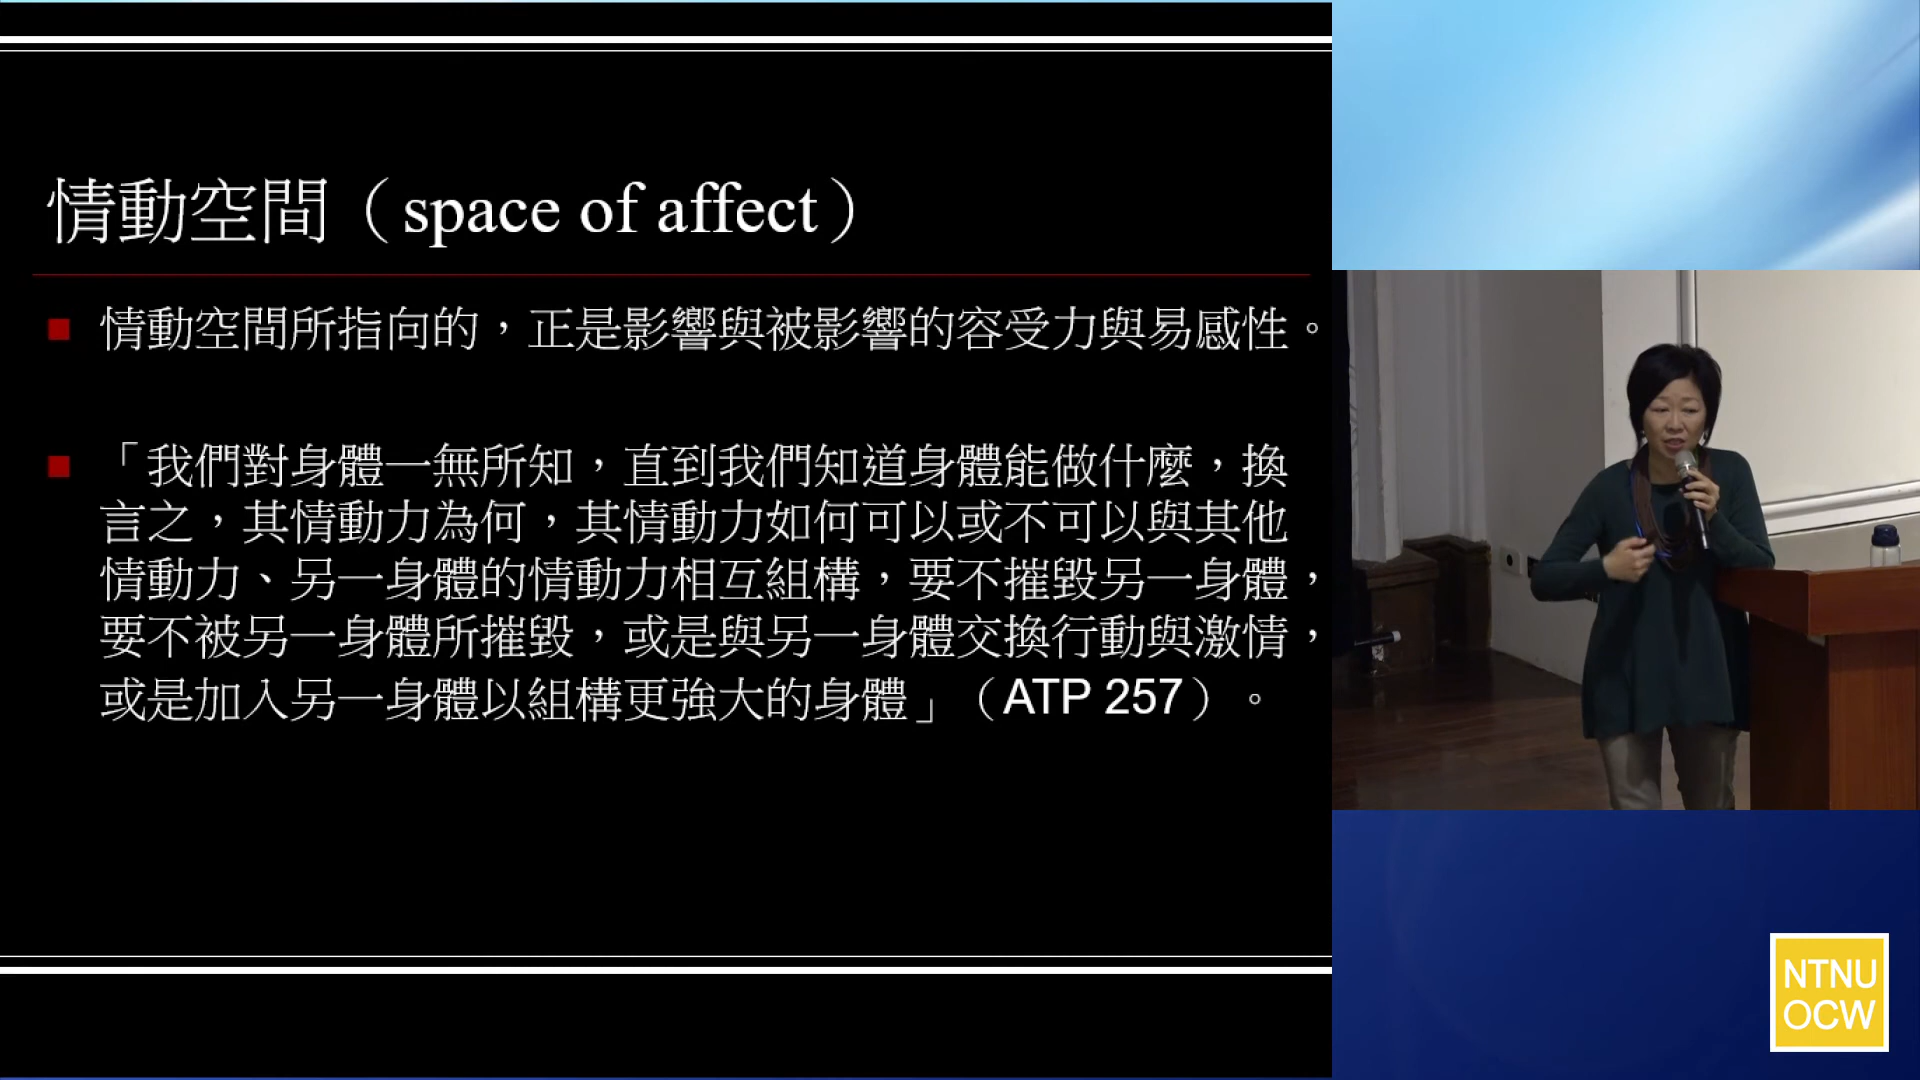 情動空間（space of affect）
情動空間所指向的，正是影響與被影響的容受力與易感性。
「我們對身體一無所知，直到我們知道身體能做什麼，換
言之，其情動力為何，其情動力如何可以或不可以與其他
情動力、另一身體的情動力相互組構，要不摧毀另一身體，
要不被另一身體所摧毀，或是與另一身體交換行動與激情，
或是加入另一身體以組構更強大的身體」（ATP 257）。
NTNU
OCW